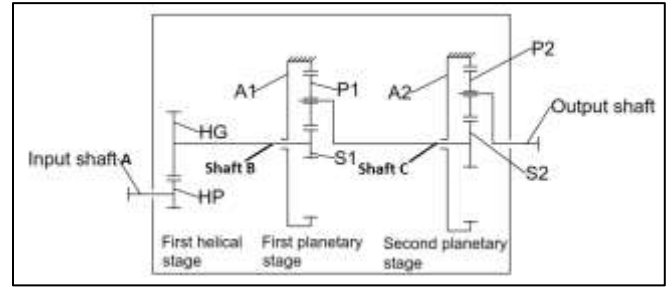 P2
A1
P1
A2
Output shaft
HG
Input shaft A
Shaft B
S1
Shaft C
S2
HP
First helical
stage
First planetary
stage
Second planetary
stage